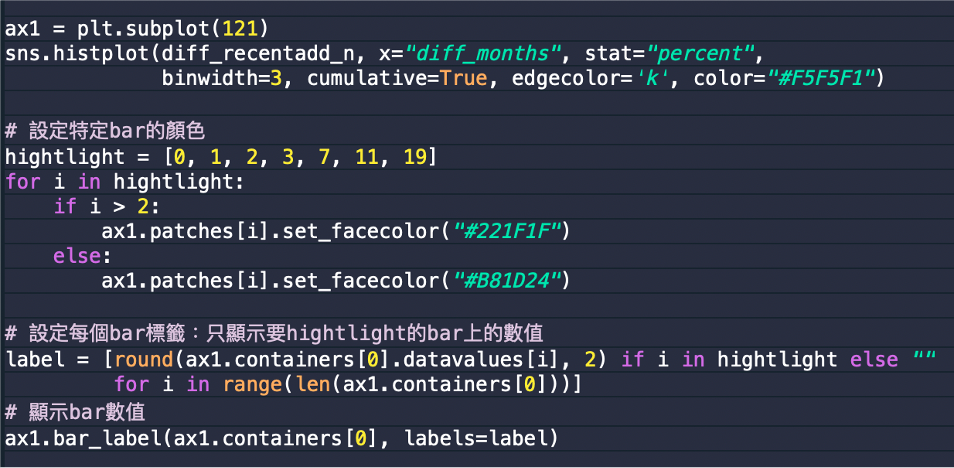 ax1 = plt.subplot(121)
sns.histplot(diff_recentadd_n, x="diff_months", stat="percent",
             binwidth=3, cumulative=True, edgecolor='k', color="#F5F5F1")
# 設定特定bar的顏色
hightlight = [0, 1, 2, 3, 7, 11, 19]
for i in hightlight:
    if i > 2:
        ax1.patches[i].set_facecolor("#221F1F")
    else:
        ax1.patches[i].set_facecolor("#B81D24")
# 設定每個bar標籤：只顯示要hightlight的bar上的數值
label = [round(ax1.containers[0].datavalues[i], 2) if i in hightlight else ""
         for i in range(len(ax1.containers[0]))]
# 顯示bar數值
ax1.bar_label(ax1.containers[0], labels=label)